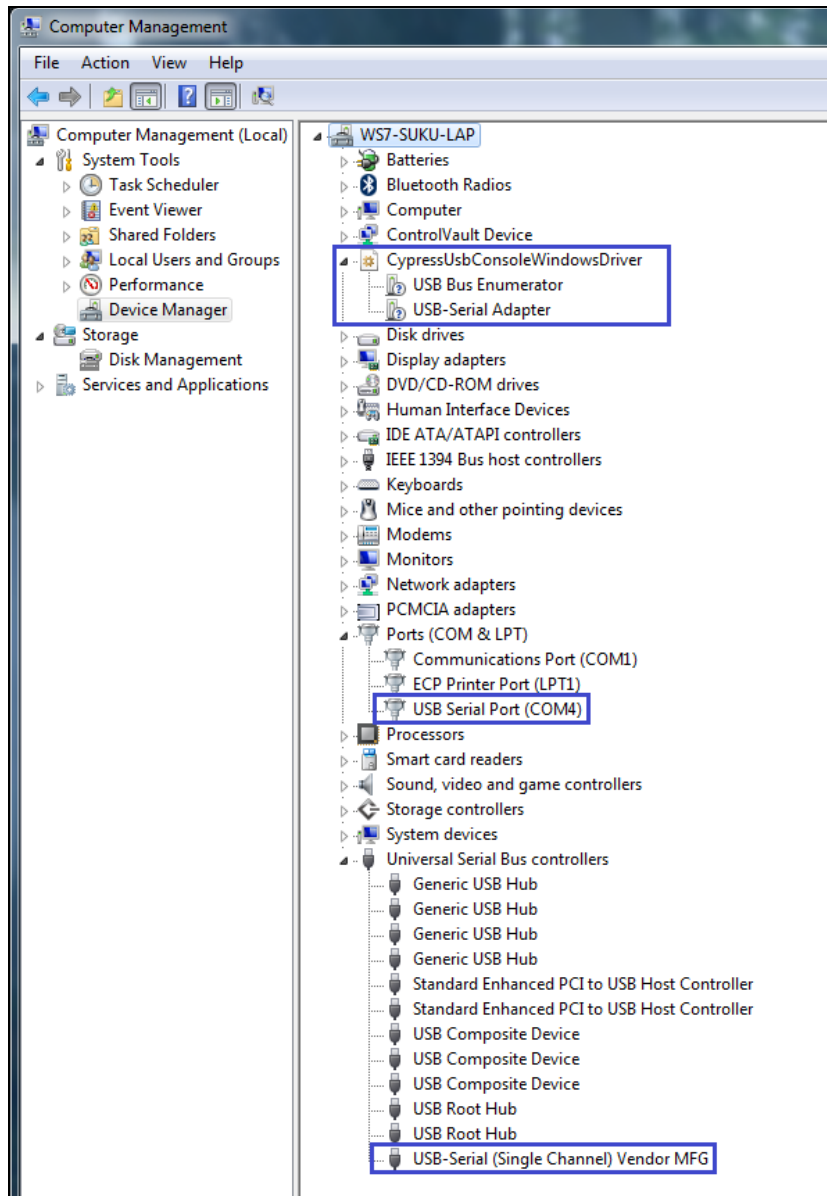 Computer Management
File Action View Help
Computer Management (Local)
System Tools
Task Scheduler
Event Viewer
Shared Folders
Local Users and Groups
Performance
Device Manager
Storage
Disk Management
Services and Applications
WS7-SUKU-LAP
Batteries
Bluetooth Radios
Computer
ControlVault Device
CypressUsbConsoleWindowsDriver
USB Bus Enumerator
USB-Serial Adapter
Disk drives
Display adapters
DVD/CD-ROM drives
Human Interface Devices
IDE ATA/ATAPI controllers
IEEE 1394 Bus host controllers
Keyboards
Mice and other pointing devices
Modems
Monitors
Network adapters
PCMCIA adapters
Ports (COM & LPT)
Communications Port (COM1)
ECP Printer Port (LPT1)
USB Serial Port (COM4)
Processors
Smart card readers
Sound, video and game controllers
Storage controllers
System devices
Universal Serial Bus controllers
Generic USB Hub
Generic USB Hub
Generic USB Hub
Generic USB Hub
Standard Enhanced PCI to USB Host Controller
Standard Enhanced PCI to USB Host Controller
USB Composite Device
USB Composite Device
USB Composite Device
USB Root Hub
USB Root Hub
USB-Serial (Single Channel) Vendor MFG